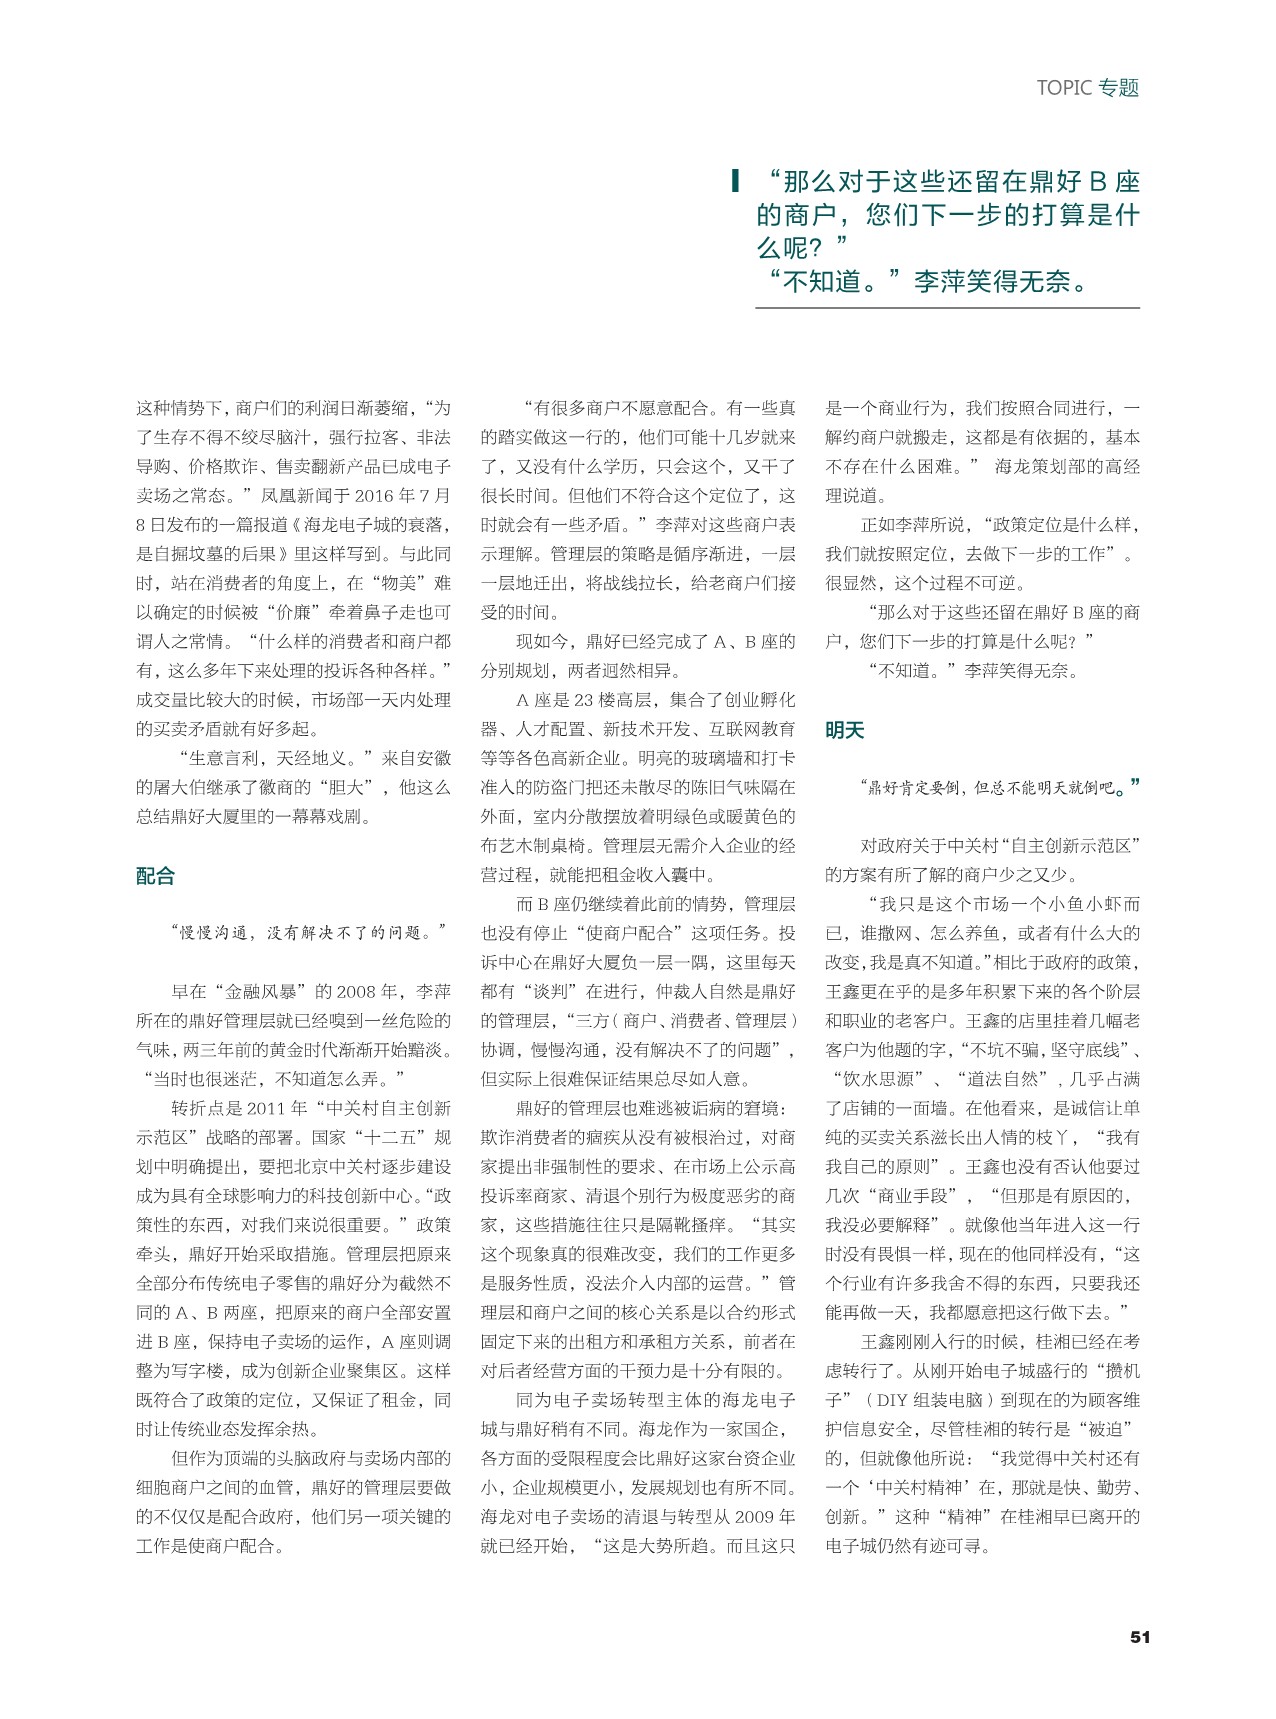 TOPIC 专题
“那么对于这些还留在鼎好 B 座
的商户，您们下一步的打算是什
么呢？”
“不知道。”李萍笑得无奈。
这种情势下，商户们的利润日渐萎缩，“为
了生存不得不绞尽脑汁，强行拉客、非法
导购、价格欺诈、售卖翻新产品已成电子
卖场之常态。”凤凰新闻于 2016 年 7 月
8 日发布的一篇报道《海龙电子城的衰落，
是自掘坟墓的后果》里这样写到。与此同
时，站在消费者的角度上，在“物美”难
以确定的时候被“价廉”牵着鼻子走也可
谓人之常情。“什么样的消费者和商户都
有，这么多年下来处理的投诉各种各样。”
成交量比较大的时候，市场部一天内处理
的买卖矛盾就有好多起。
“生意言利，天经地义。”来自安徽
的屠大伯继承了徽商的“胆大”，他这么
总结鼎好大厦里的一幕幕戏剧。
配合
“慢慢沟通，没有解决不了的问题。”
早在“金融风暴”的 2008 年，李萍
所在的鼎好管理层就已经嗅到一丝危险的
气味，两三年前的黄金时代渐渐开始黯淡。
“当时也很迷茫，不知道怎么弄。”
转折点是 2011 年“中关村自主创新
示范区”战略的部署。国家“十二五”规
划中明确提出，要把北京中关村逐步建设
成为具有全球影响力的科技创新中心。“政
策性的东西，对我们来说很重要。”政策
牵头，鼎好开始采取措施。管理层把原来
全部分布传统电子零售的鼎好分为截然不
同的 A、B 两座，把原来的商户全部安置
进 B 座，保持电子卖场的运作，A 座则调
整为写字楼，成为创新企业聚集区。这样
既符合了政策的定位，又保证了租金，同
时让传统业态发挥余热。
但作为顶端的头脑政府与卖场内部的
细胞商户之间的血管，鼎好的管理层要做
的不仅仅是配合政府，他们另一项关键的
工作是使商户配合。
“有很多商户不愿意配合。有一些真
的踏实做这一行的，他们可能十几岁就来
了，又没有什么学历，只会这个，又干了
很长时间。但他们不符合这个定位了，这
时就会有一些矛盾。”李萍对这些商户表
示理解。管理层的策略是循序渐进，一层
一层地迁出，将战线拉长，给老商户们接
受的时间。
现如今，鼎好已经完成了 A、B 座的
分别规划，两者迥然相异。
A 座是 23 楼高层，集合了创业孵化
器、人才配置、新技术开发、互联网教育
等等各色高新企业。明亮的玻璃墙和打卡
准入的防盗门把还未散尽的陈旧气味隔在
外面，室内分散摆放着明绿色或暖黄色的
布艺木制桌椅。管理层无需介入企业的经
营过程，就能把租金收入囊中。
而 B 座仍继续着此前的情势，管理层
也没有停止“使商户配合”这项任务。投
诉中心在鼎好大厦负一层一隅，这里每天
都有“谈判”在进行，仲裁人自然是鼎好
的管理层，“三方（商户、消费者、管理层）
协调，慢慢沟通，没有解决不了的问题”，
但实际上很难保证结果总尽如人意。
鼎好的管理层也难逃被诟病的窘境：
欺诈消费者的痼疾从没有被根治过，对商
家提出非强制性的要求、在市场上公示高
投诉率商家、清退个别行为极度恶劣的商
家，这些措施往往只是隔靴搔痒。“其实
这个现象真的很难改变，我们的工作更多
是服务性质，没法介入内部的运营。”管
理层和商户之间的核心关系是以合约形式
固定下来的出租方和承租方关系，前者在
对后者经营方面的干预力是十分有限的。
同为电子卖场转型主体的海龙电子
城与鼎好稍有不同。海龙作为一家国企，
各方面的受限程度会比鼎好这家台资企业
小，企业规模更小，发展规划也有所不同。
海龙对电子卖场的清退与转型从 2009 年
就已经开始，“这是大势所趋。而且这只
是一个商业行为，我们按照合同进行，一
解约商户就搬走，这都是有依据的，基本
不存在什么困难。” 海龙策划部的高经
理说道。
正如李萍所说，“政策定位是什么样，
我们就按照定位，去做下一步的工作”。
很显然，这个过程不可逆。
“那么对于这些还留在鼎好 B 座的商
户，您们下一步的打算是什么呢？”
“不知道。”李萍笑得无奈。
明天
“鼎好肯定要倒，但总不能明天就倒吧。”
对政府关于中关村“自主创新示范区”
的方案有所了解的商户少之又少。
“我只是这个市场一个小鱼小虾而
已，谁撒网、怎么养鱼，或者有什么大的
改变，我是真不知道。”相比于政府的政策，
王鑫更在乎的是多年积累下来的各个阶层
和职业的老客户。王鑫的店里挂着几幅老
客户为他题的字，“不坑不骗，坚守底线”、
“饮水思源”、“道法自然”，几乎占满
了店铺的一面墙。在他看来，是诚信让单
纯的买卖关系滋长出人情的枝丫，“我有
我自己的原则”。王鑫也没有否认他耍过
几次“商业手段”，“但那是有原因的，
我没必要解释”。就像他当年进入这一行
时没有畏惧一样，现在的他同样没有，“这
个行业有许多我舍不得的东西，只要我还
能再做一天，我都愿意把这行做下去。”
王鑫刚刚入行的时候，桂湘已经在考
虑转行了。从刚开始电子城盛行的“攒机
子”（DIY 组装电脑）到现在的为顾客维
护信息安全，尽管桂湘的转行是“被迫”
的，但就像他所说：“我觉得中关村还有
一个‘中关村精神’在，那就是快、勤劳、
创新。”这种“精神”在桂湘早已离开的
电子城仍然有迹可寻。
51